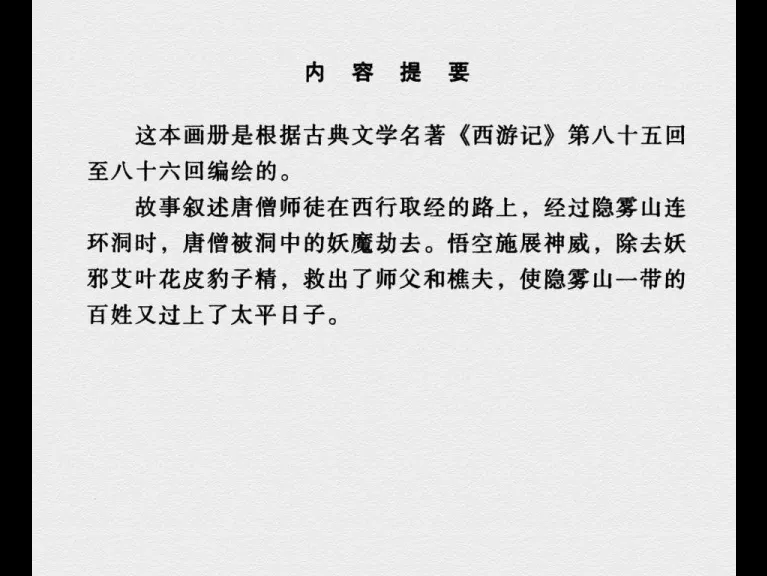 内容提要
这本画册是根据古典文学名著《西游记》第八十五回
至八十六回编绘的。
故事叙述唐僧师徒在西行取经的路上，经过隐雾山连
环洞时，唐僧被洞中的妖魔劫去。悟空施展神威，除去妖
邪艾叶花皮豹子精，救出了师父和樵夫，使隐雾山一带的
百姓又过上了太平日子。